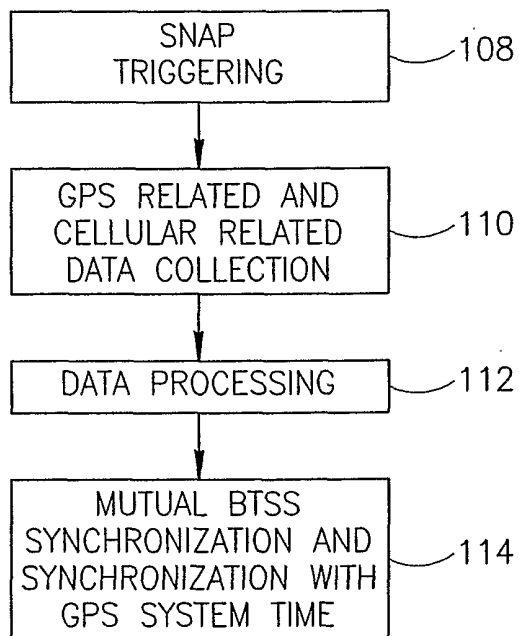 SNAP
TRIGGERING
108
GPS RELATED AND
CELLULAR RELATED
DATA COLLECTION
110
DATA PROCESSING
112
MUTUAL BTSS
SYNCHRONIZATION AND
SYNCHRONIZATION WITH
GPS SYSTEM TIME
114